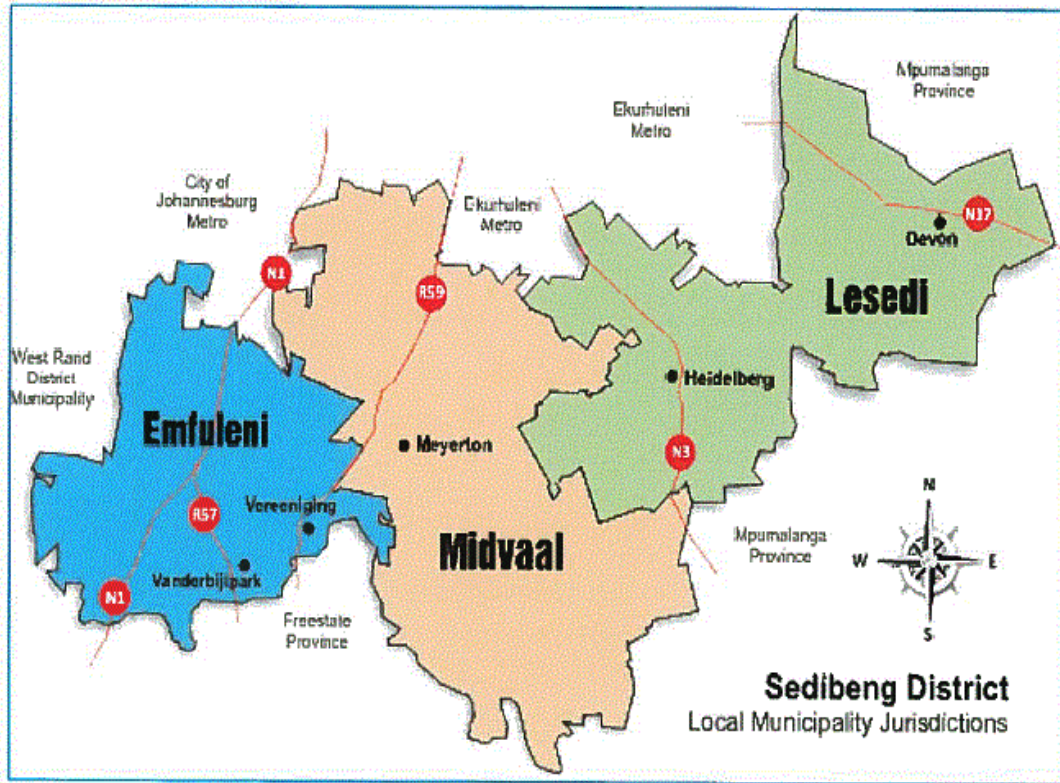 Mpumalanga
Province
Ekurhuleni
Metro
City of
Johannesburg
Metro
Ekurhuleni
Metro
N17
Devon
N1
R59
Lesedi
West Rand
District
Municipality
Heidelberg
Emfuleni
Meyerton
N3
Vereeniging
R57
Midvaal
Mpumalanga
Province
Vanderbijlpark
N1
Freestate
Province
N
W
E
S
Sedibeng District
Local Municipality Jurisdictions